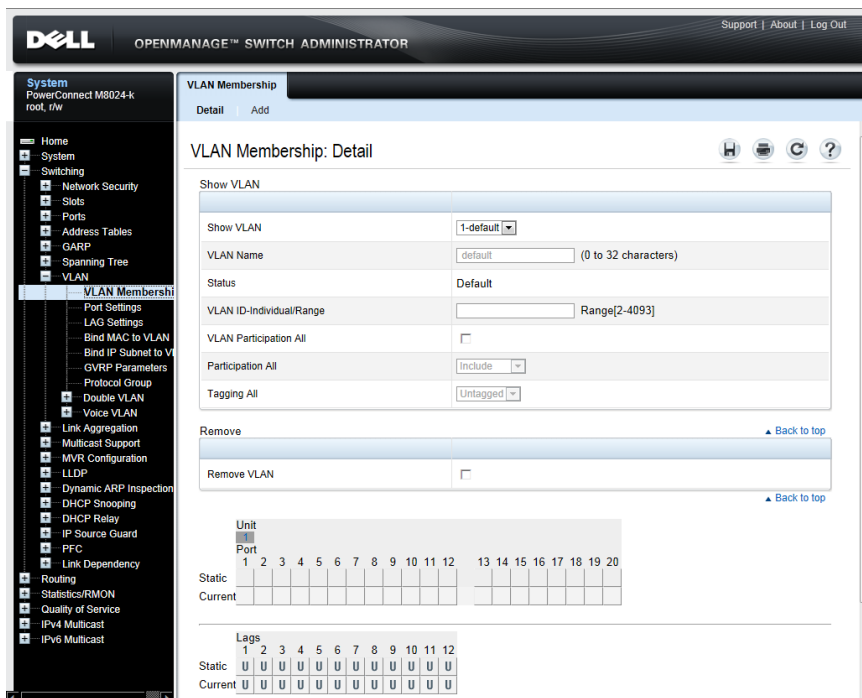 Support | About | Log Out
DELL OPENMANAGE™ SWITCH ADMINISTRATOR
System
PowerConnect M8024-k
root, r/w
Home
System
Switching
Network Security
Slots
Ports
Address Tables
GARP
Spanning Tree
VLAN
VLAN Membershi
Port Settings
LAG Settings
Bind MAC to VLAN
Bind IP Subnet to VI
GVRP Parameters
Protocol Group
Double VLAN
Voice VLAN
Link Aggregation
Multicast Support
MVR Configuration
LLDP
Dynamic ARP Inspection
DHCP Snooping
DHCP Relay
IP Source Guard
PFC
Link Dependency
Routing
Statistics/RMON
Quality of Service
IPv4 Multicast
IPv6 Multicast
VLAN Membership
Detail Add
VLAN Membership: Detail
Show VLAN
Show VLAN 1-default
VLAN Name default (0 to 32 characters)
Status Default
VLAN ID-Individual/Range Range[2-4093]
VLAN Participation All
Participation All Include
Tagging All Untagged
Remove Back to top
Remove VLAN
Back to top
Unit
1
Port
1 2 3 4 5 6 7 8 9 10 11 12 13 14 15 16 17 18 19 20
Static
Current
Lags
1 2 3 4 5 6 7 8 9 10 11 12
Static U U U U U U U U U U U U
Current U U U U U U U U U U U U